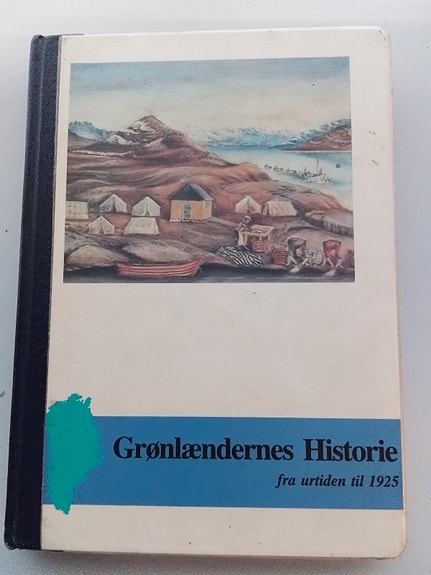 Grønlændernes Historie
fra urtiden til 1925